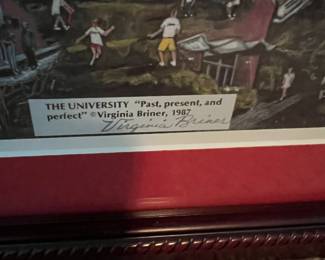 THE UNIVERSITY "Past, present, and
perfect" ©Virginia Briner, 1987
Virginia Briner